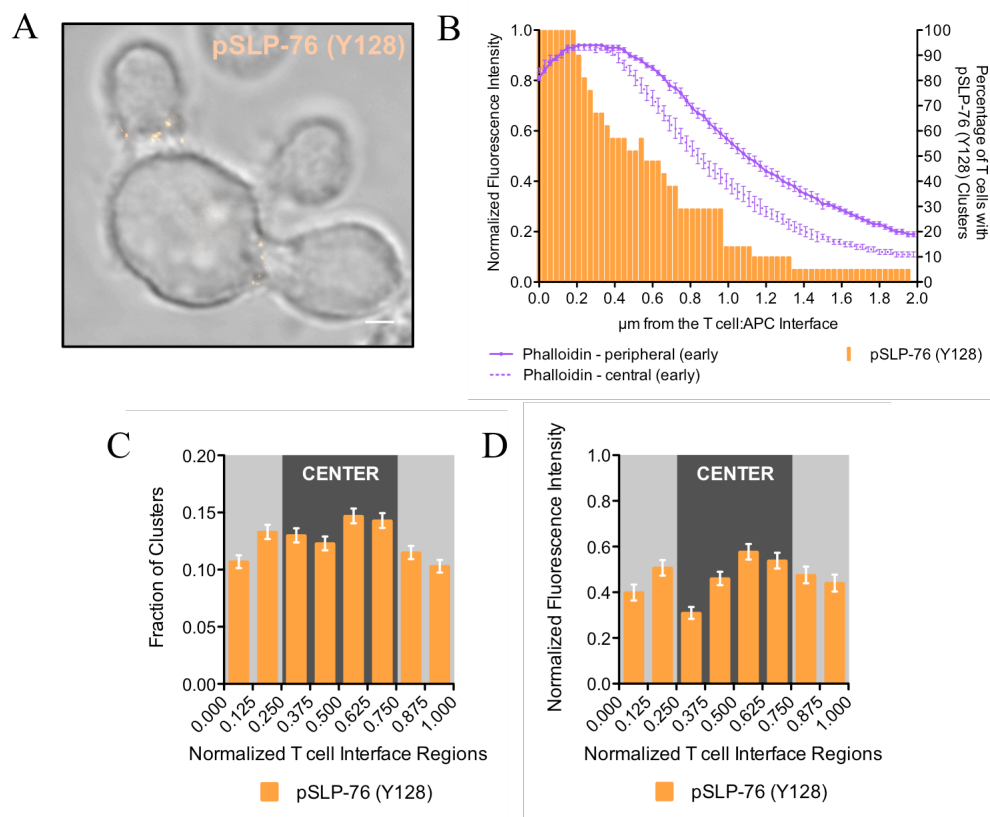 A
pSLP-76 (Y128)
B
Normalized Fluorescence Intensity
1.0
0.8
0.6
0.4
0.2
0.0
100
90
80
70
60
50
40
30
20
10
0
Percentage of T cells with
pSLP-76 (Y128) Clusters
0.0 0.2 0.4 0.6 0.8 1.0 1.2 1.4 1.6 1.8 2.0
µm from the T cell:APC Interface
Phalloidin - peripheral (early
Phalloidin - central (early)
pSLP-76 (Y128)
C
Fraction of Clusters
0.20
0.15
0.10
0.05
0.00
CENTER
0.000 0.125 0.250 0.375 0.500 0.625 0.750 0.875 1.000
Normalized T cell Interface Regions
pSLP-76 (Y128)
D
Normalized Fluorescence Intensity
1.0
0.8
0.6
0.4
0.2
0.0
CENTER
0.000 0.125 0.250 0.375 0.500 0.625 0.750 0.875 1.000
Normalized T cell Interface Regions
pSLP-76 (Y128)